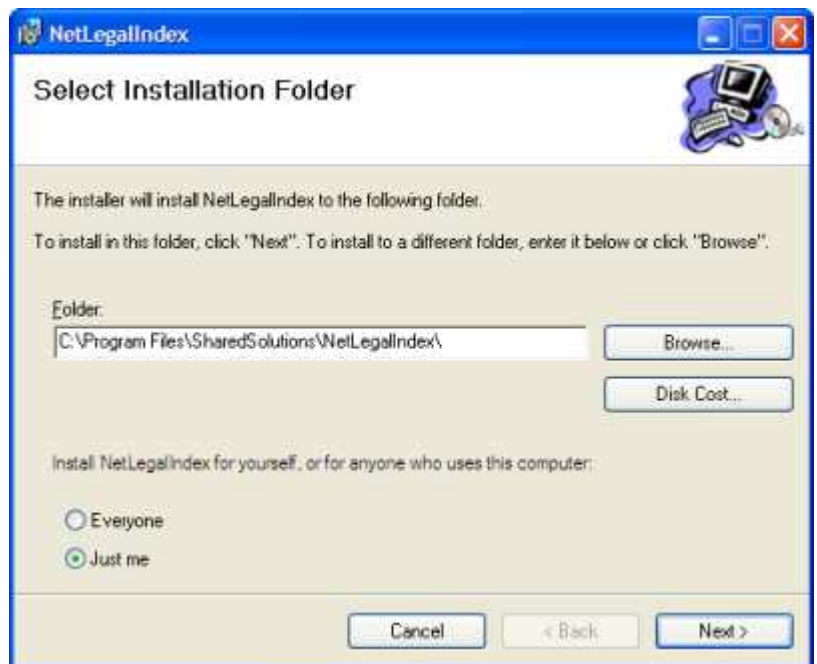 NetLegalIndex
Select Installation Folder
The installer will install NetLegalIndex to the following folder.
To install in this folder, click "Next". To install to a different folder, enter it below or click "Browse".
Folder:
C:\Program Files\SharedSolutions\NetLegalIndex\
Browse...
Disk Cost...
Install NetLegalIndex for yourself, or for anyone who uses this computer:
Everyone
Just me
Cancel
< Back
Next >